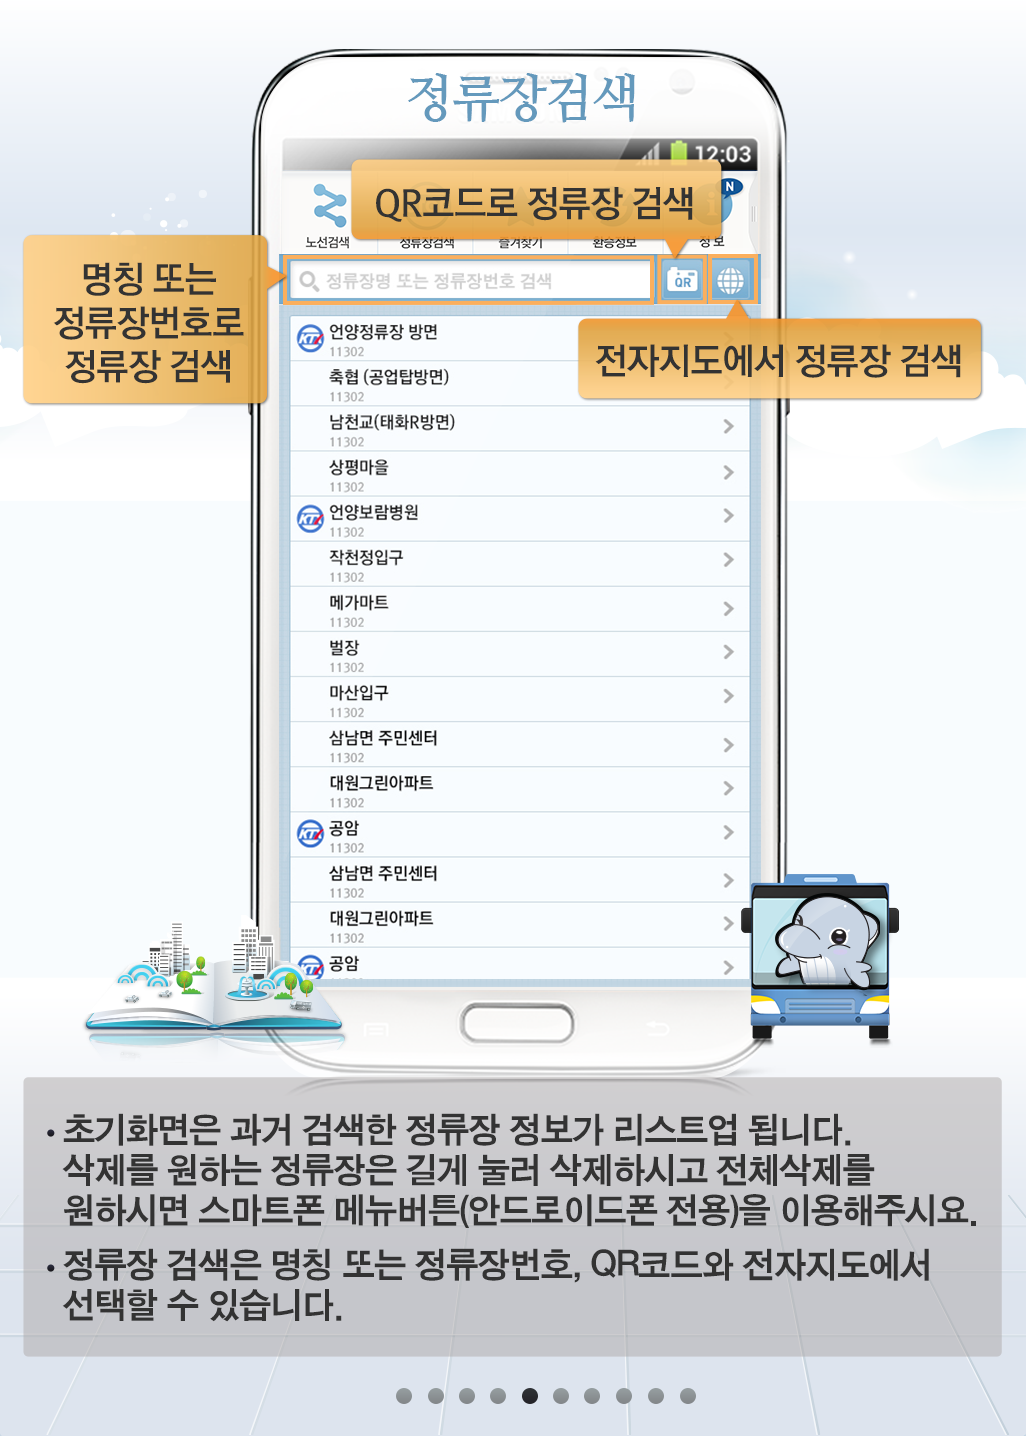 정류장검색
12:03
QR코드로 정류장 검색
N
노선검색
정류장검색
즐겨찾기
환승정보
정 보
명칭 또는
정류장번호로
정류장 검색
정류장명 또는 정류장번호 검색
QR
전자지도에서 정류장 검색
KTX
언양정류장 방면
11302
축협 (공업탑방면)
11302
남천교(태화R방면)
11302
상평마을
11302
KTX
언양보람병원
11302
작천정입구
11302
메가마트
11302
벌장
11302
마산입구
11302
삼남면 주민센터
11302
대원그린아파트
11302
KTX
공암
11302
삼남면 주민센터
11302
대원그린아파트
11302
KTX
공암
• 초기화면은 과거 검색한 정류장 정보가 리스트업 됩니다.
삭제를 원하는 정류장은 길게 눌러 삭제하시고 전체삭제를
원하시면 스마트폰 메뉴버튼(안드로이드폰 전용)을 이용해주시요.
• 정류장 검색은 명칭 또는 정류장번호, QR코드와 전자지도에서
선택할 수 있습니다.